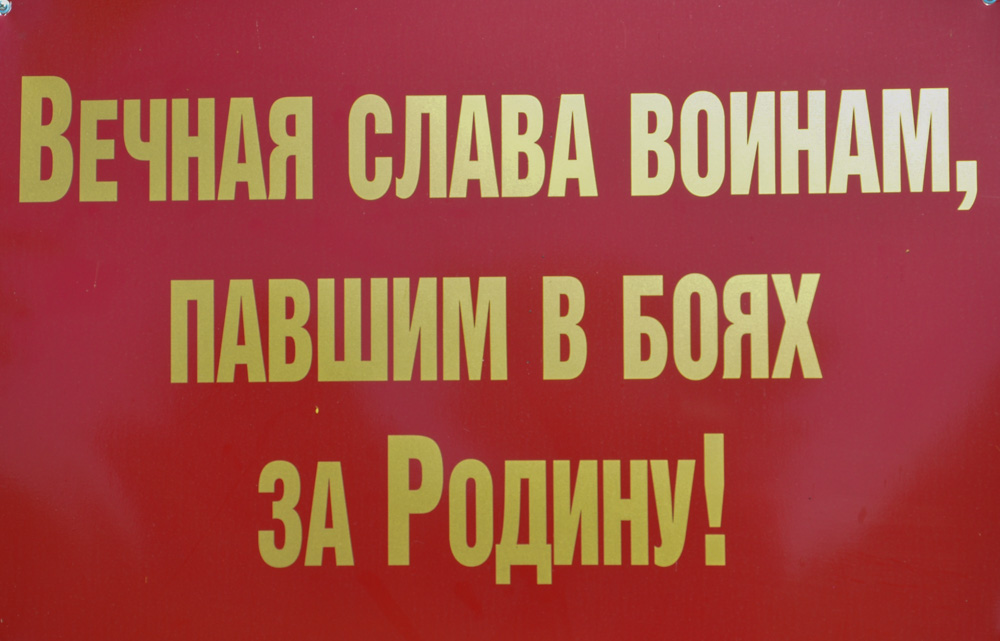 Вечная слава воинам,
павшим в боях
за Родину!